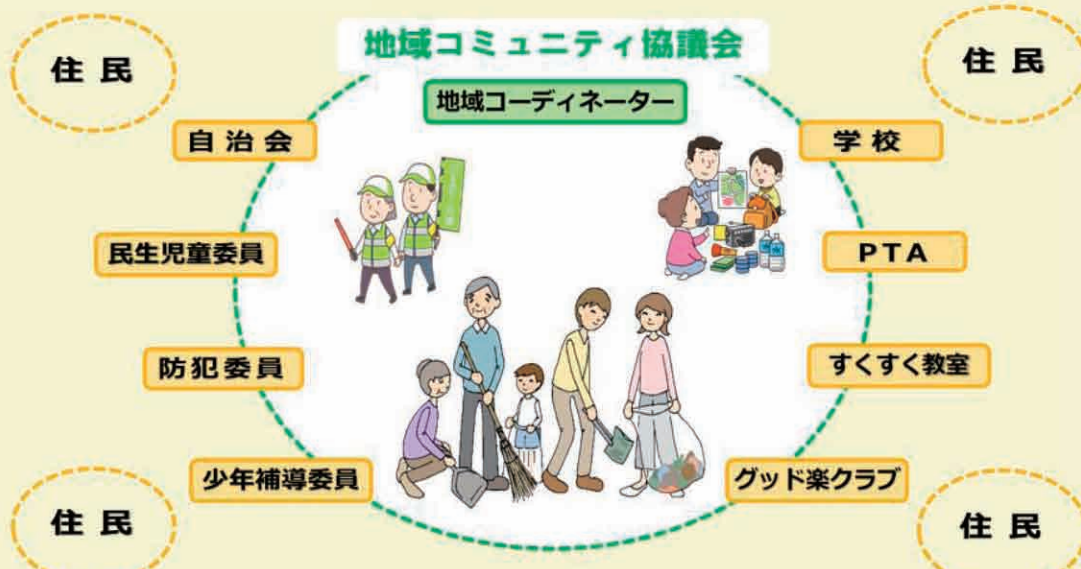 住民
地域コミュニティ協議会
住民
地域コーディネーター
自治会
学校
民生児童委員
PTA
防犯委員
すくすく教室
少年補導委員
グッド楽クラブ
住民
住民